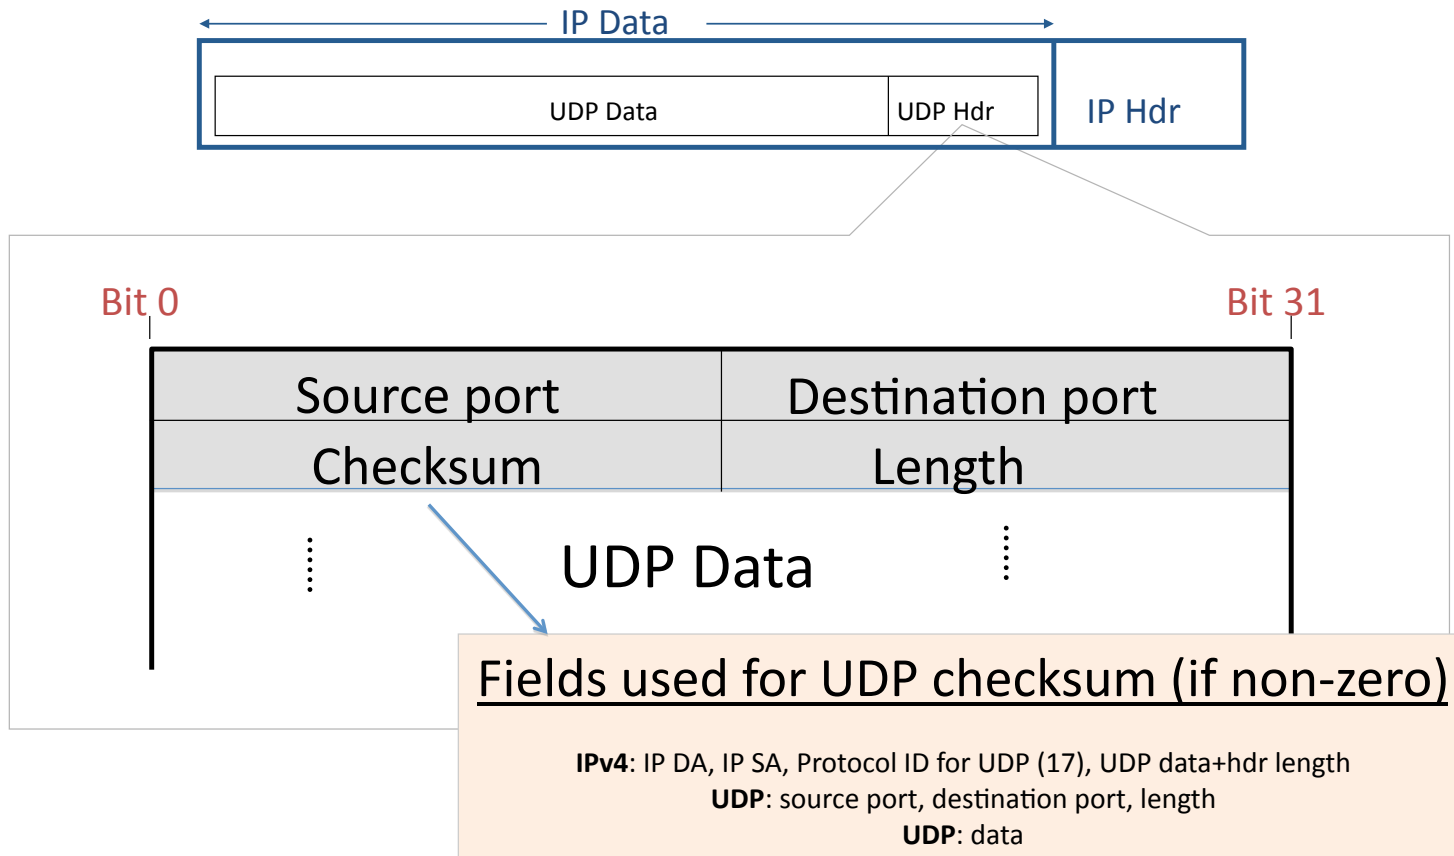 IP Data
UDP Data
UDP Hdr
IP Hdr
Bit 0
Bit 31
Source port
Destination port
Checksum
Length
UDP Data
Fields used for UDP checksum (if non-zero)
IPv4: IP DA, IP SA, Protocol ID for UDP (17), UDP data+hdr length
UDP: source port, destination port, length
UDP: data